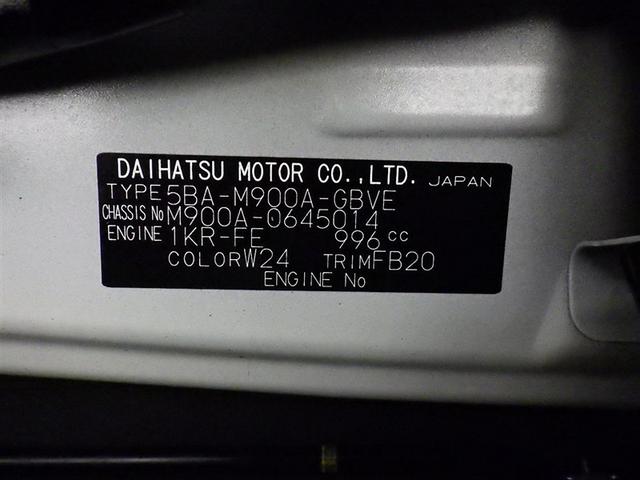 DAIHATSU MOTOR CO.,LTD. JAPAN
TYPE 5BA-M900A-GBVE
CHASSIS No M900A-0645014
ENGINE 1KR-FE 996 cc
COLOR W24 TRIM FB20
ENGINE No